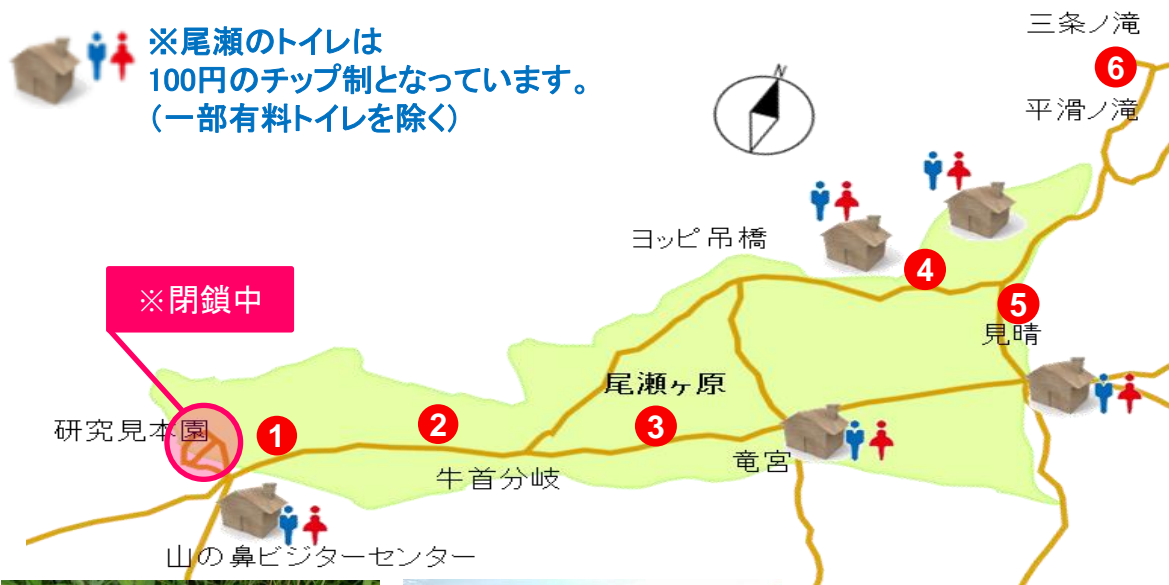 ※尾瀬のトイレは
100円のチップ制となっています。
（一部有料トイレを除く）
N
三条ノ滝
6
平滑ノ滝
ヨッピ吊橋
4
※閉鎖中
5
見晴
尾瀬ヶ原
研究見本園
1
2
3
牛首分岐
竜宮
山の鼻ビジターセンター